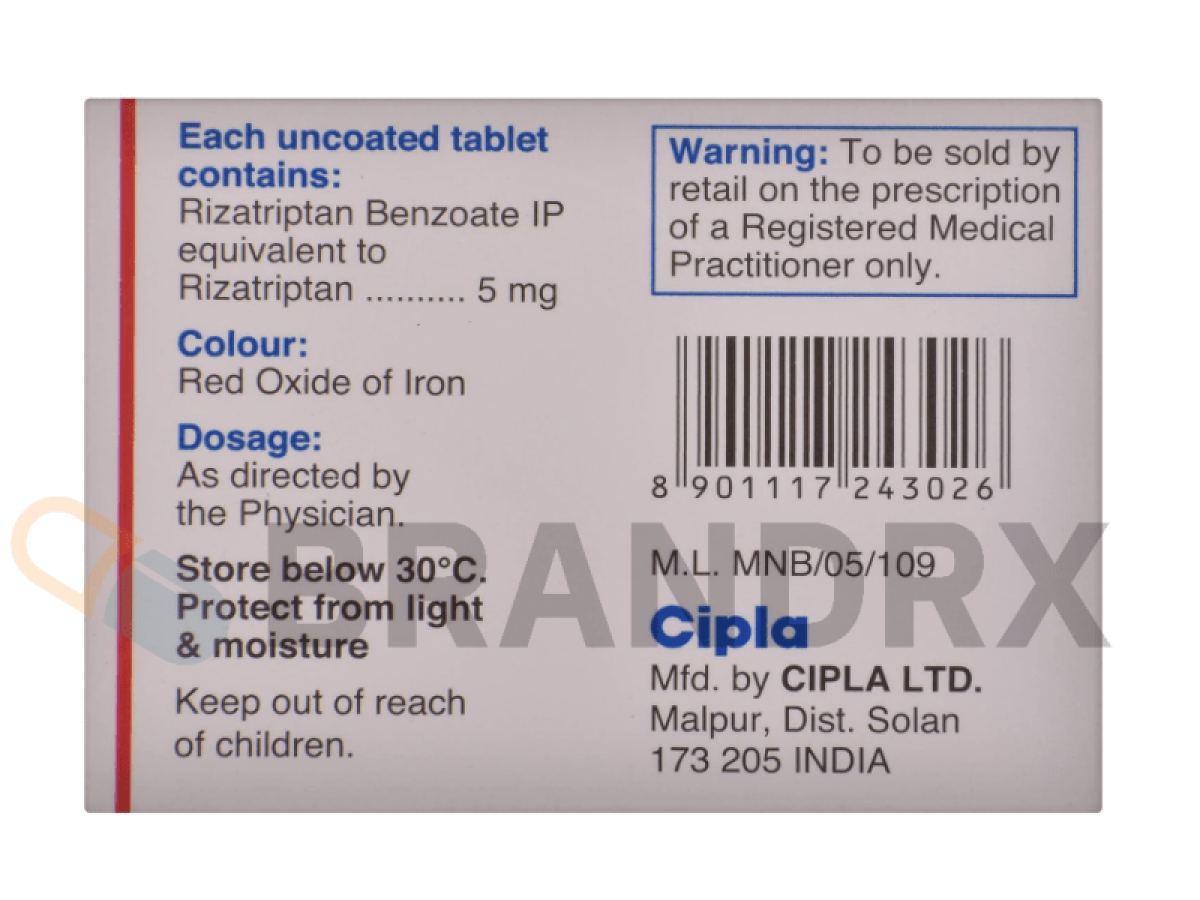 Each uncoated tablet
contains:
Rizatriptan Benzoate IP
equivalent to
Rizatriptan .......... 5 mg
Colour:
Red Oxide of Iron
Dosage:
As directed by
the Physician.
Store below 30°C.
Protect from light
& moisture
Keep out of reach
of children.
Warning: To be sold by
retail on the prescription
of a Registered Medical
Practitioner only.
8 901117 243026
M.L. MNB/05/109
Cipla
Mfd. by CIPLA LTD.
Malpur, Dist. Solan
173 205 INDIA
BRANDRX